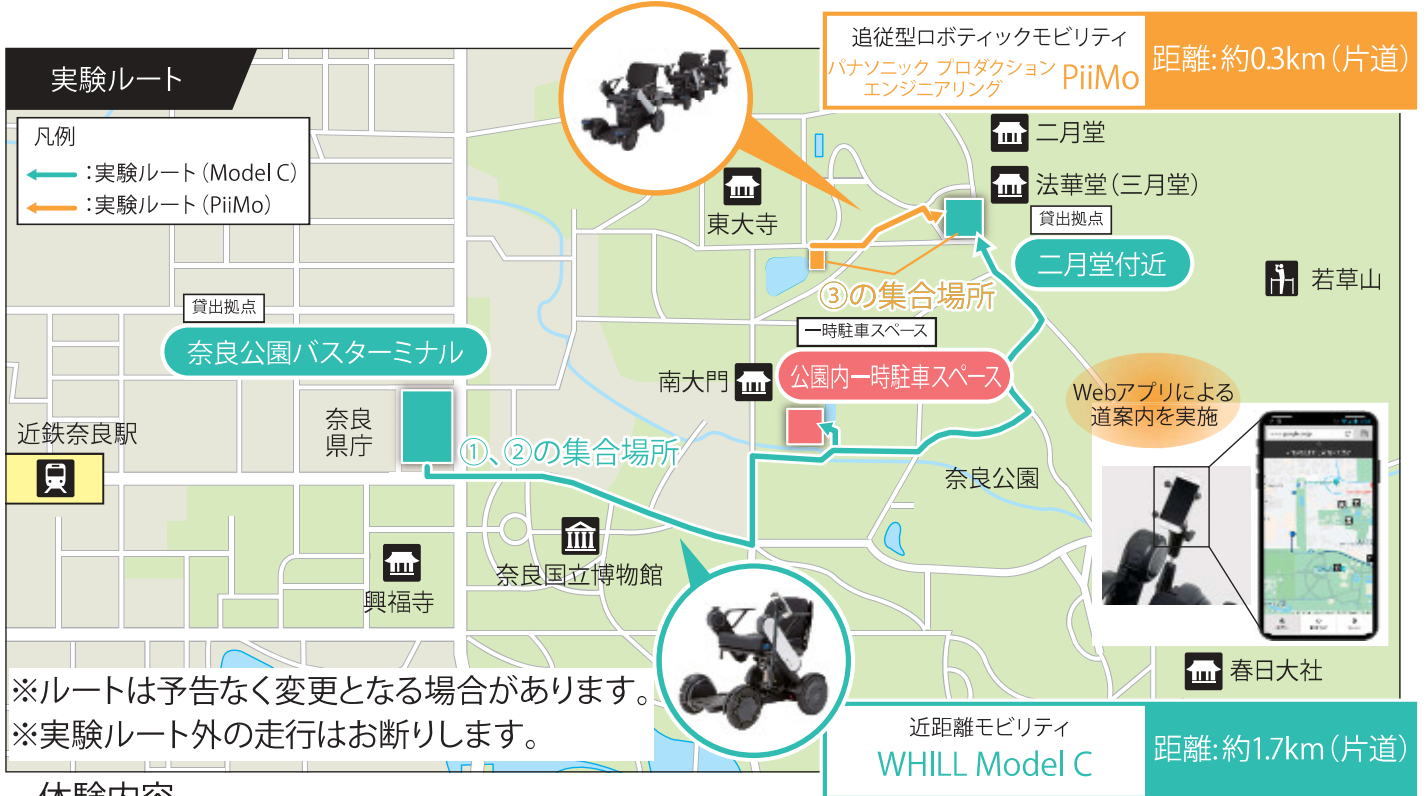 実験ルート
凡例
:実験ルート(Model C)
:実験ルート(PiiMo)
追従型ロボティックモビリティ
パナソニック プロダクション
エンジニアリング
PiiMo
距離:約0.3km(片道)
二月堂
法華堂(三月堂)
東大寺
貸出拠点
二月堂付近
若草山
③の集合場所
貸出拠点
奈良公園バスターミナル
一時駐車スペース
公園内一時駐車スペース
南大門
Webアプリによる
道案内を実施
奈良
県庁
近鉄奈良駅
①、②の集合場所
奈良公園
奈良国立博物館
興福寺
春日大社
※ルートは予告なく変更となる場合があります。
※実験ルート外の走行はお断りします。
近距離モビリティ
WHILL Model C
距離:約1.7km(片道)
体験内容